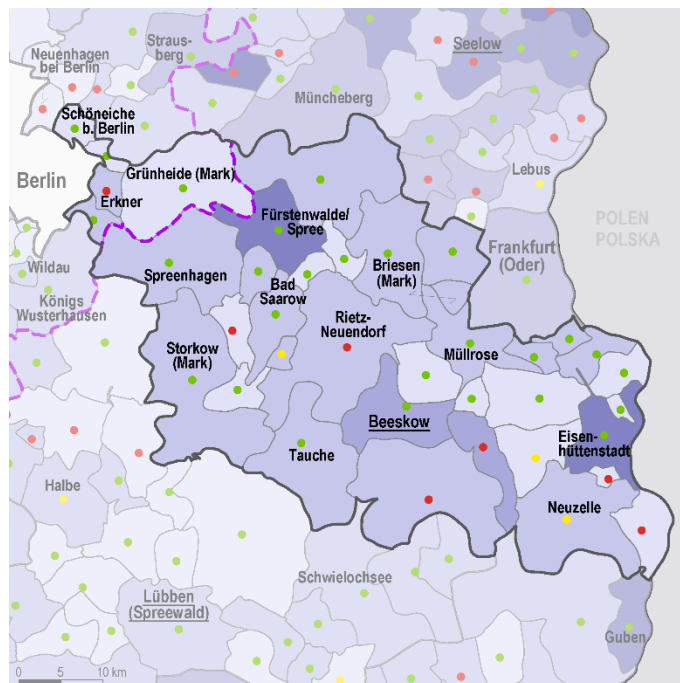 Neuenhagen
bei Berlin
Straus-
berg
Seelow
Müncheberg
Schöneiche
b. Berlin
Lebus
Berlin
Grünheide (Mark)
Erkner
Fürstenwalde/
Spree
POLEN
POLSKA
Frankfurt
(Oder)
Wildau
Spreenhagen
Bad
Saarow
Briesen
(Mark)
Königs
Wusterhausen
Rietz-
Neuendorf
Storkow
(Mark)
Müllrose
Beeskow
Eisen-
hüttenstadt
Tauche
Halbe
Neuzelle
Schwielochsee
Lübben
(Spreewald)
Guben
0 5 10 km